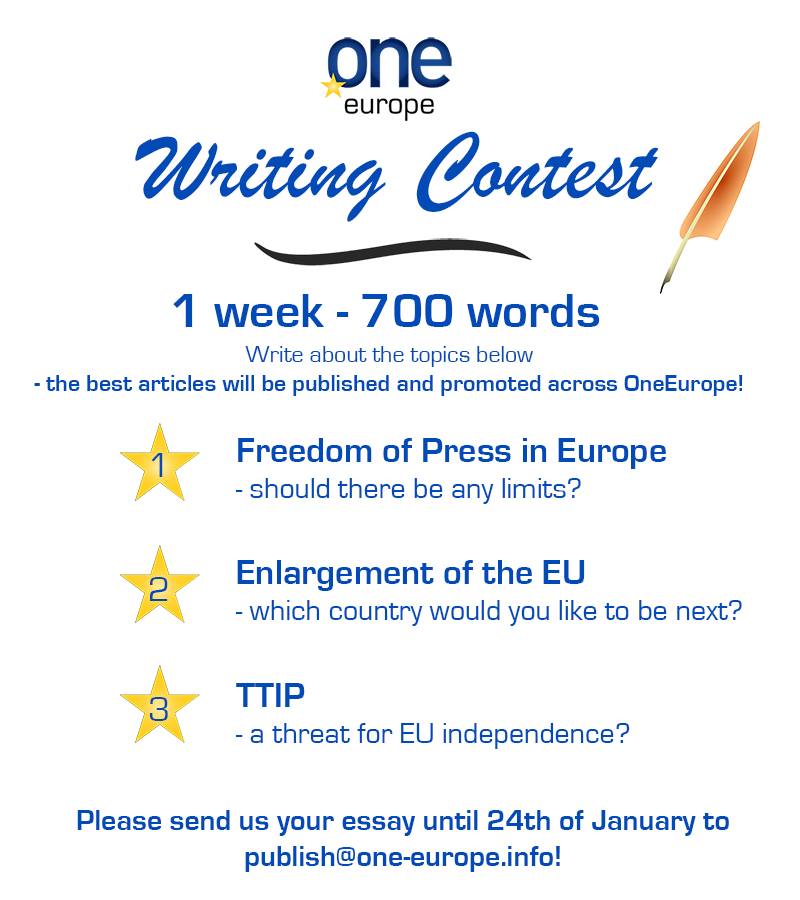 one
europe
Writing Contest
1 week - 700 words
Write about the topics below
- the best articles will be published and promoted across OneEurope!
1
Freedom of Press in Europe
- should there be any limits?
2
Enlargement of the EU
- which country would you like to be next?
3
TTIP
- a threat for EU independence?
Please send us your essay until 24th of January to
publish@one-europe.info!